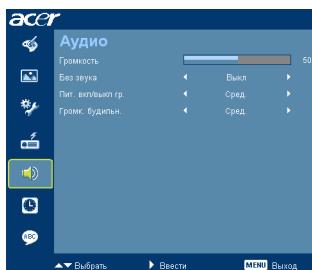 acer
Аудио
Громкость 50
Без звука Выкл
Пит. вкл/выкл гр. Сред.
Громк. будильн. Сред.
ABC
Выбрать Ввести MENU Выход